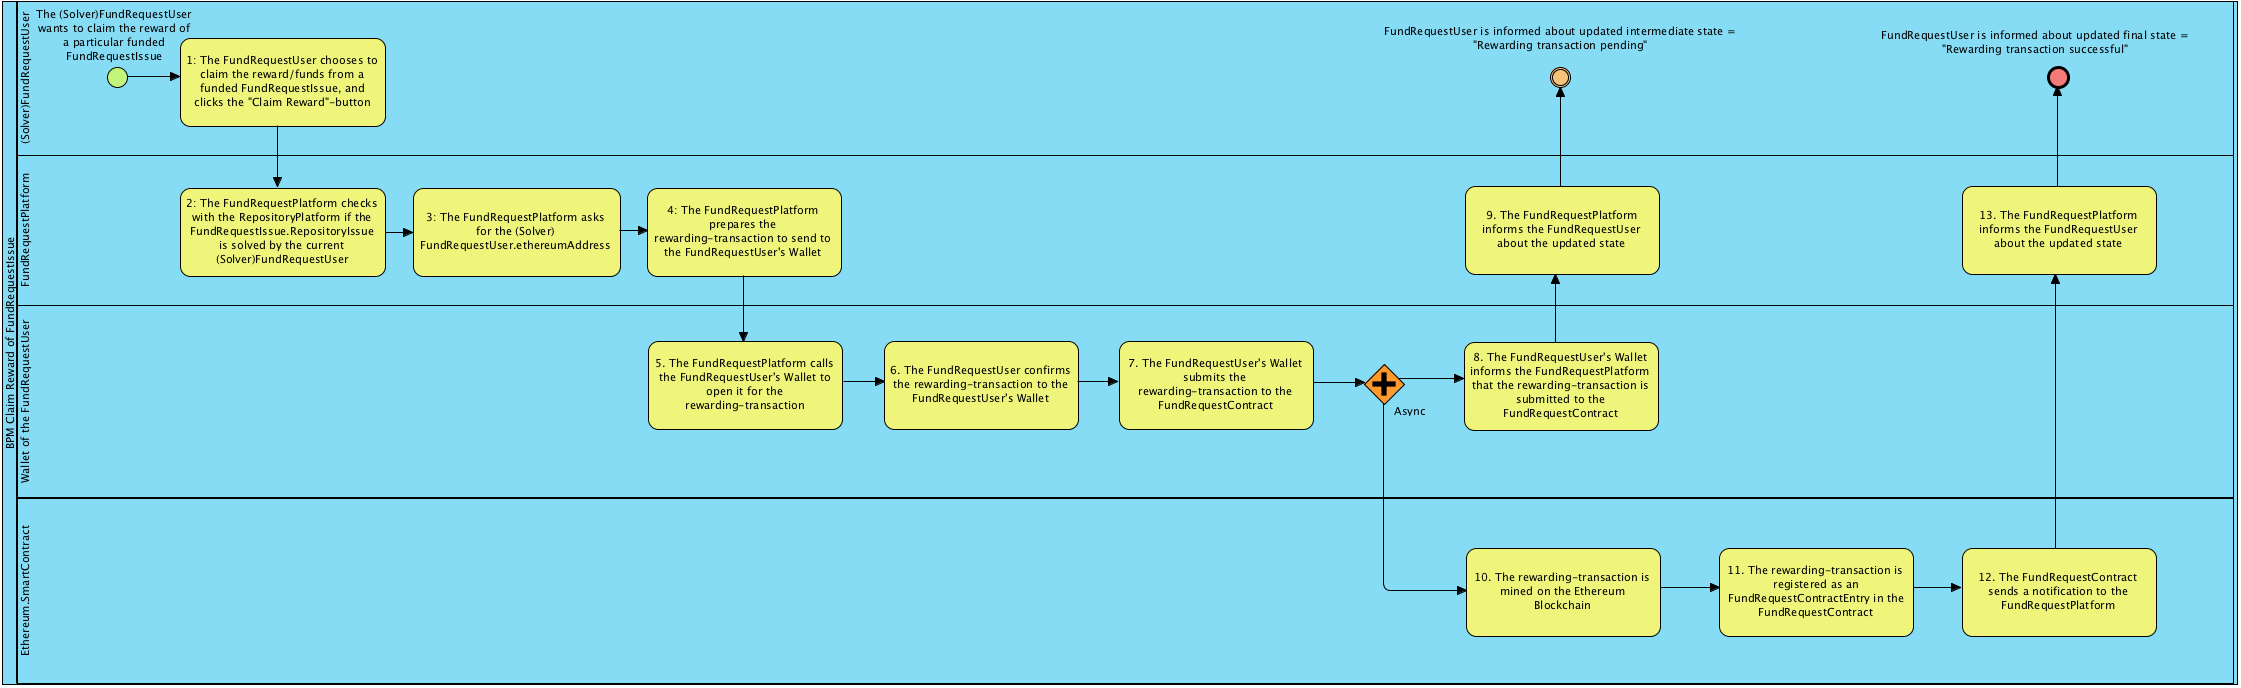 BPM Claim Reward of FundRequestIssue
(Solver)FundRequestUser
The (Solver)FundRequestUser
wants to claim the reward of
a particular funded
FundRequestIssue
1: The FundRequestUser chooses to
claim the reward/funds from a
funded FundRequestIssue, and
clicks the "Claim Reward"-button
FundRequestUser is informed about updated intermediate state =
"Rewarding transaction pending"
FundRequestUser is informed about updated final state =
"Rewarding transaction successful"
FundRequestPlatform
2: The FundRequestPlatform checks
with the RepositoryPlatform if the
FundRequestIssue.RepositoryIssue
is solved by the current
(Solver)FundRequestUser
3: The FundRequestPlatform asks
for the (Solver)
FundRequestUser.ethereumAddress
4: The FundRequestPlatform
prepares the
rewarding-transaction to send to
the FundRequestUser's Wallet
9. The FundRequestPlatform
informs the FundRequestUser
about the updated state
13. The FundRequestPlatform
informs the FundRequestUser
about the updated state
Wallet of the FundRequestUser
5. The FundRequestPlatform calls
the FundRequestUser's Wallet to
open it for the
rewarding-transaction
6. The FundRequestUser confirms
the rewarding-transaction to the
FundRequestUser's Wallet
7. The FundRequestUser's Wallet
submits the
rewarding-transaction to the
FundRequestContract
Async
8. The FundRequestUser's Wallet
informs the FundRequestPlatform
that the rewarding-transaction is
submitted to the
FundRequestContract
Ethereum.SmartContract
10. The rewarding-transaction is
mined on the Ethereum
Blockchain
11. The rewarding-transaction is
registered as an
FundRequestContractEntry in the
FundRequestContract
12. The FundRequestContract
sends a notification to the
FundRequestPlatform